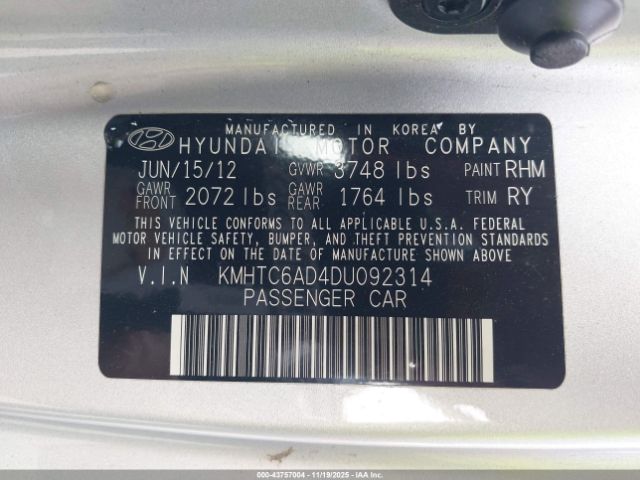 MANUFACTURED IN KOREA BY
HYUNDAI MOTOR COMPANY
JUN/15/12 GVWR 3748 lbs PAINT RHM
GAWR FRONT 2072 lbs GAWR REAR 1764 lbs TRIM RY
THIS VEHICLE CONFORMS TO ALL APPLICABLE U.S.A. FEDERAL
MOTOR VEHICLE SAFETY, BUMPER, AND THEFT PREVENTION STANDARDS
IN EFFECT ON THE DATE OF MANUFACTURE SHOWN ABOVE
V.I.N KMHTC6AD4DU092314
PASSENGER CAR
000-43757004 - 11/19/2025 - IAAI.COM